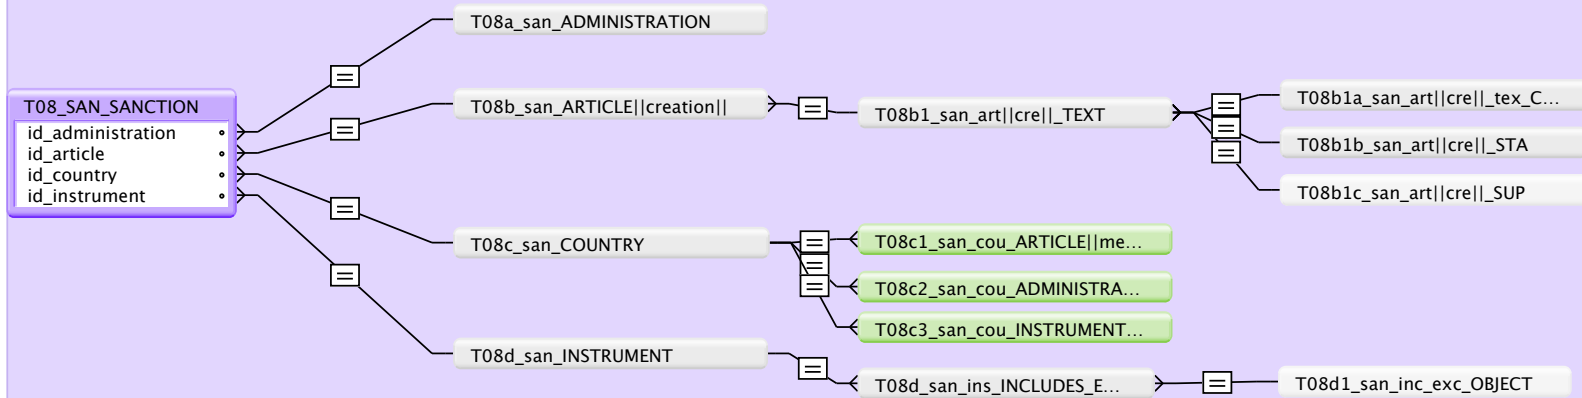 T08a_san_ADMINISTRATION
T08_SAN_SANCTION
id_administration
id_article
id_country
id_instrument
T08b_san_ARTICLE||creation||
T08b1_san_art||cre||_TEXT
T08b1a_san_art||cre||_tex_C...
T08b1b_san_art||cre||_STA
T08b1c_san_art||cre||_SUP
T08c_san_COUNTRY
T08c1_san_cou_ARTICLE||me...
T08c2_san_cou_ADMINISTRA...
T08c3_san_cou_INSTRUMENT...
T08d_san_INSTRUMENT
T08d_san_ins_INCLUDES_E...
T08d1_san_inc_exc_OBJECT